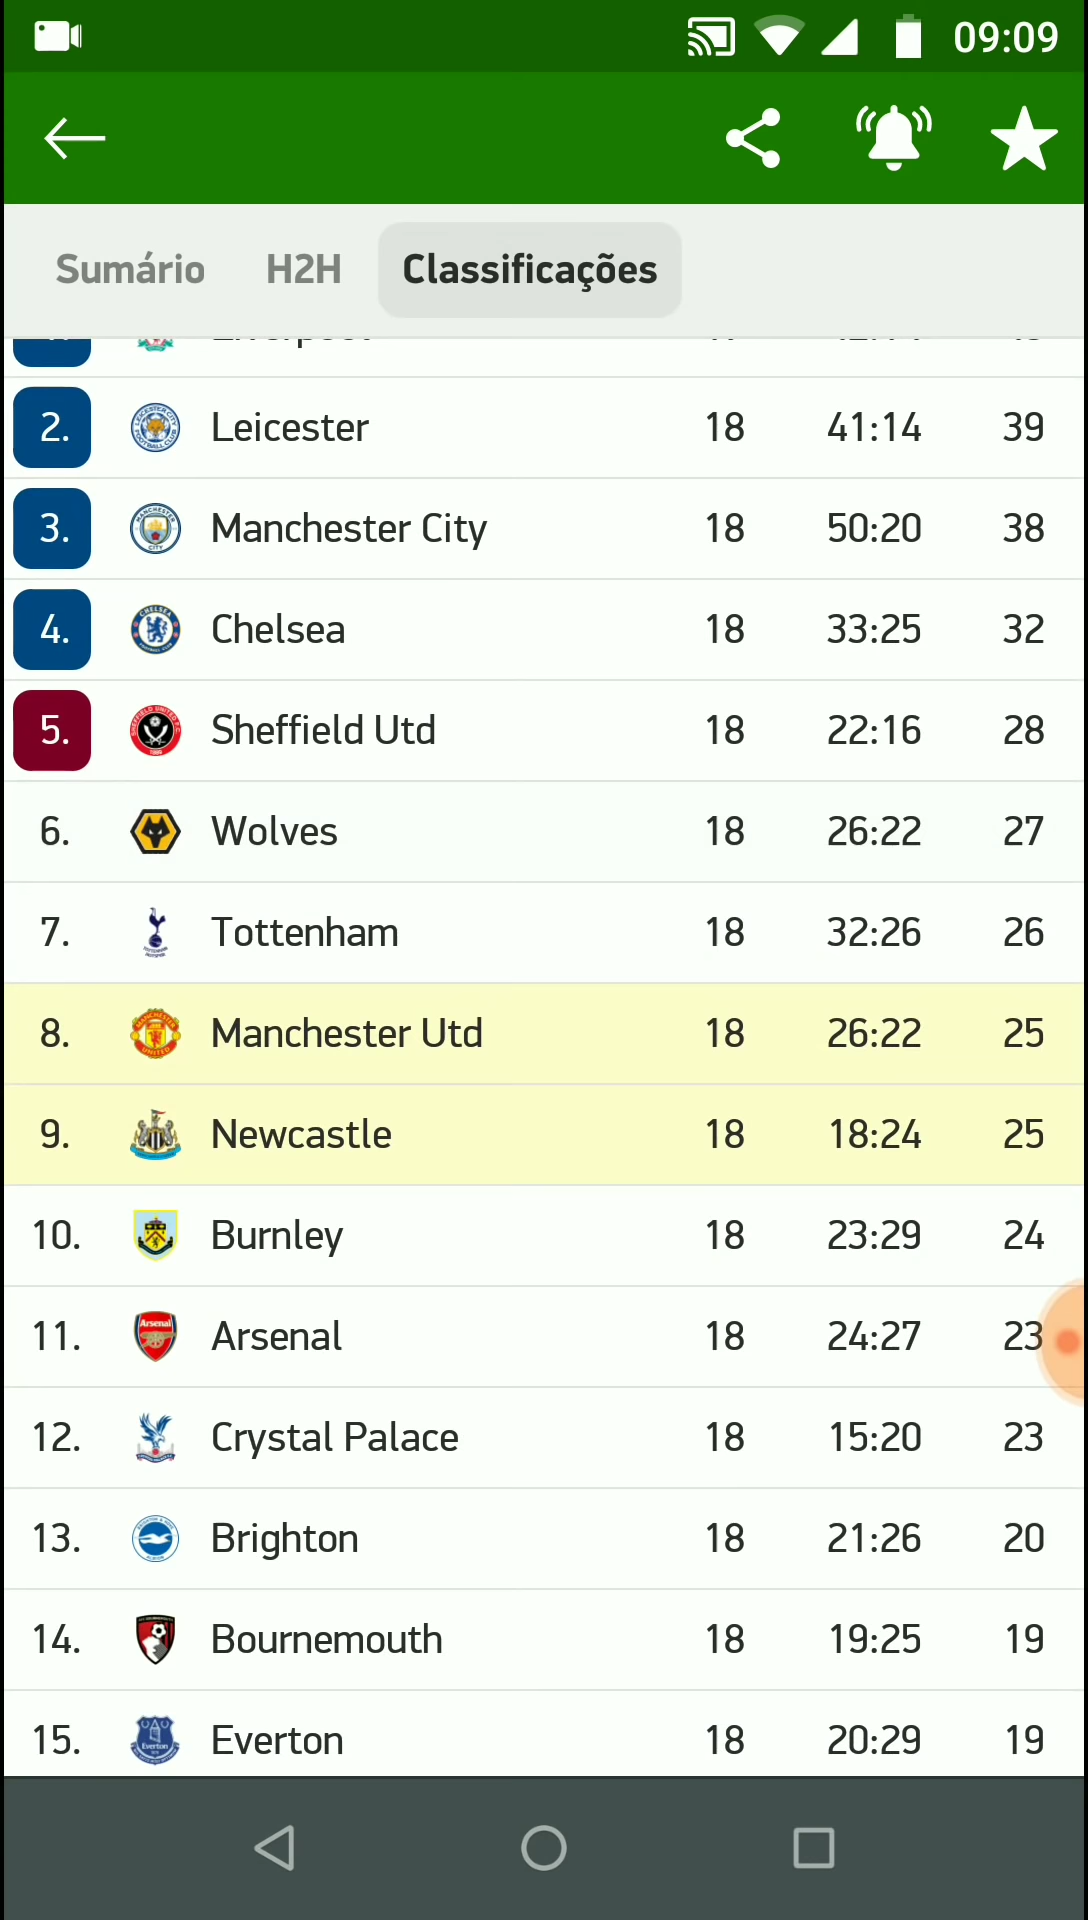 09:09
Sumário H2H Classificações
2. Leicester 18 41:14 39
3. Manchester City 18 50:20 38
4. Chelsea 18 33:25 32
5. Sheffield Utd 18 22:16 28
6. Wolves 18 26:22 27
7. Tottenham 18 32:26 26
8. Manchester Utd 18 26:22 25
9. Newcastle 18 18:24 25
10. Burnley 18 23:29 24
11. Arsenal 18 24:27 23
12. Crystal Palace 18 15:20 23
13. Brighton 18 21:26 20
14. Bournemouth 18 19:25 19
15. Everton 18 20:29 19